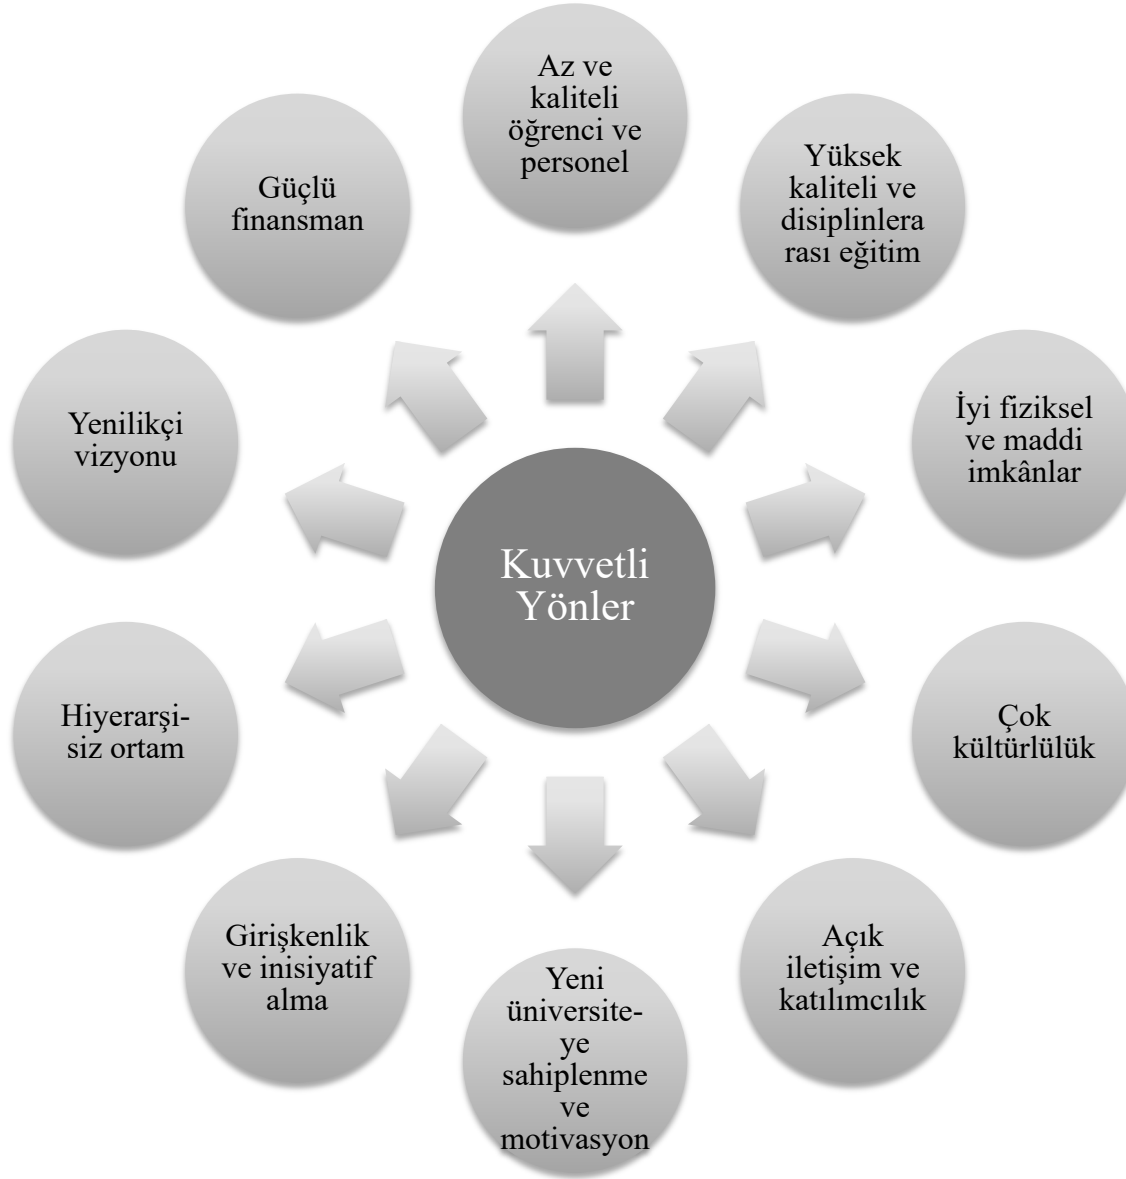 Az ve
kaliteli
öğrenci ve
personel
Yüksek
kaliteli ve
disiplinlera
rası eğitim
İyi fiziksel
ve maddi
imkânlar
Çok
kültürlülük
Açık
iletişim ve
katılımcılık
Yeni
üniversite-
ye
sahiplenme
ve
motivasyon
Girişkenlik
ve inisiyatif
alma
Hiyerarşi-
siz ortam
Yenilikçi
vizyonu
Güçlü
finansman
Kuvvetli
Yönler